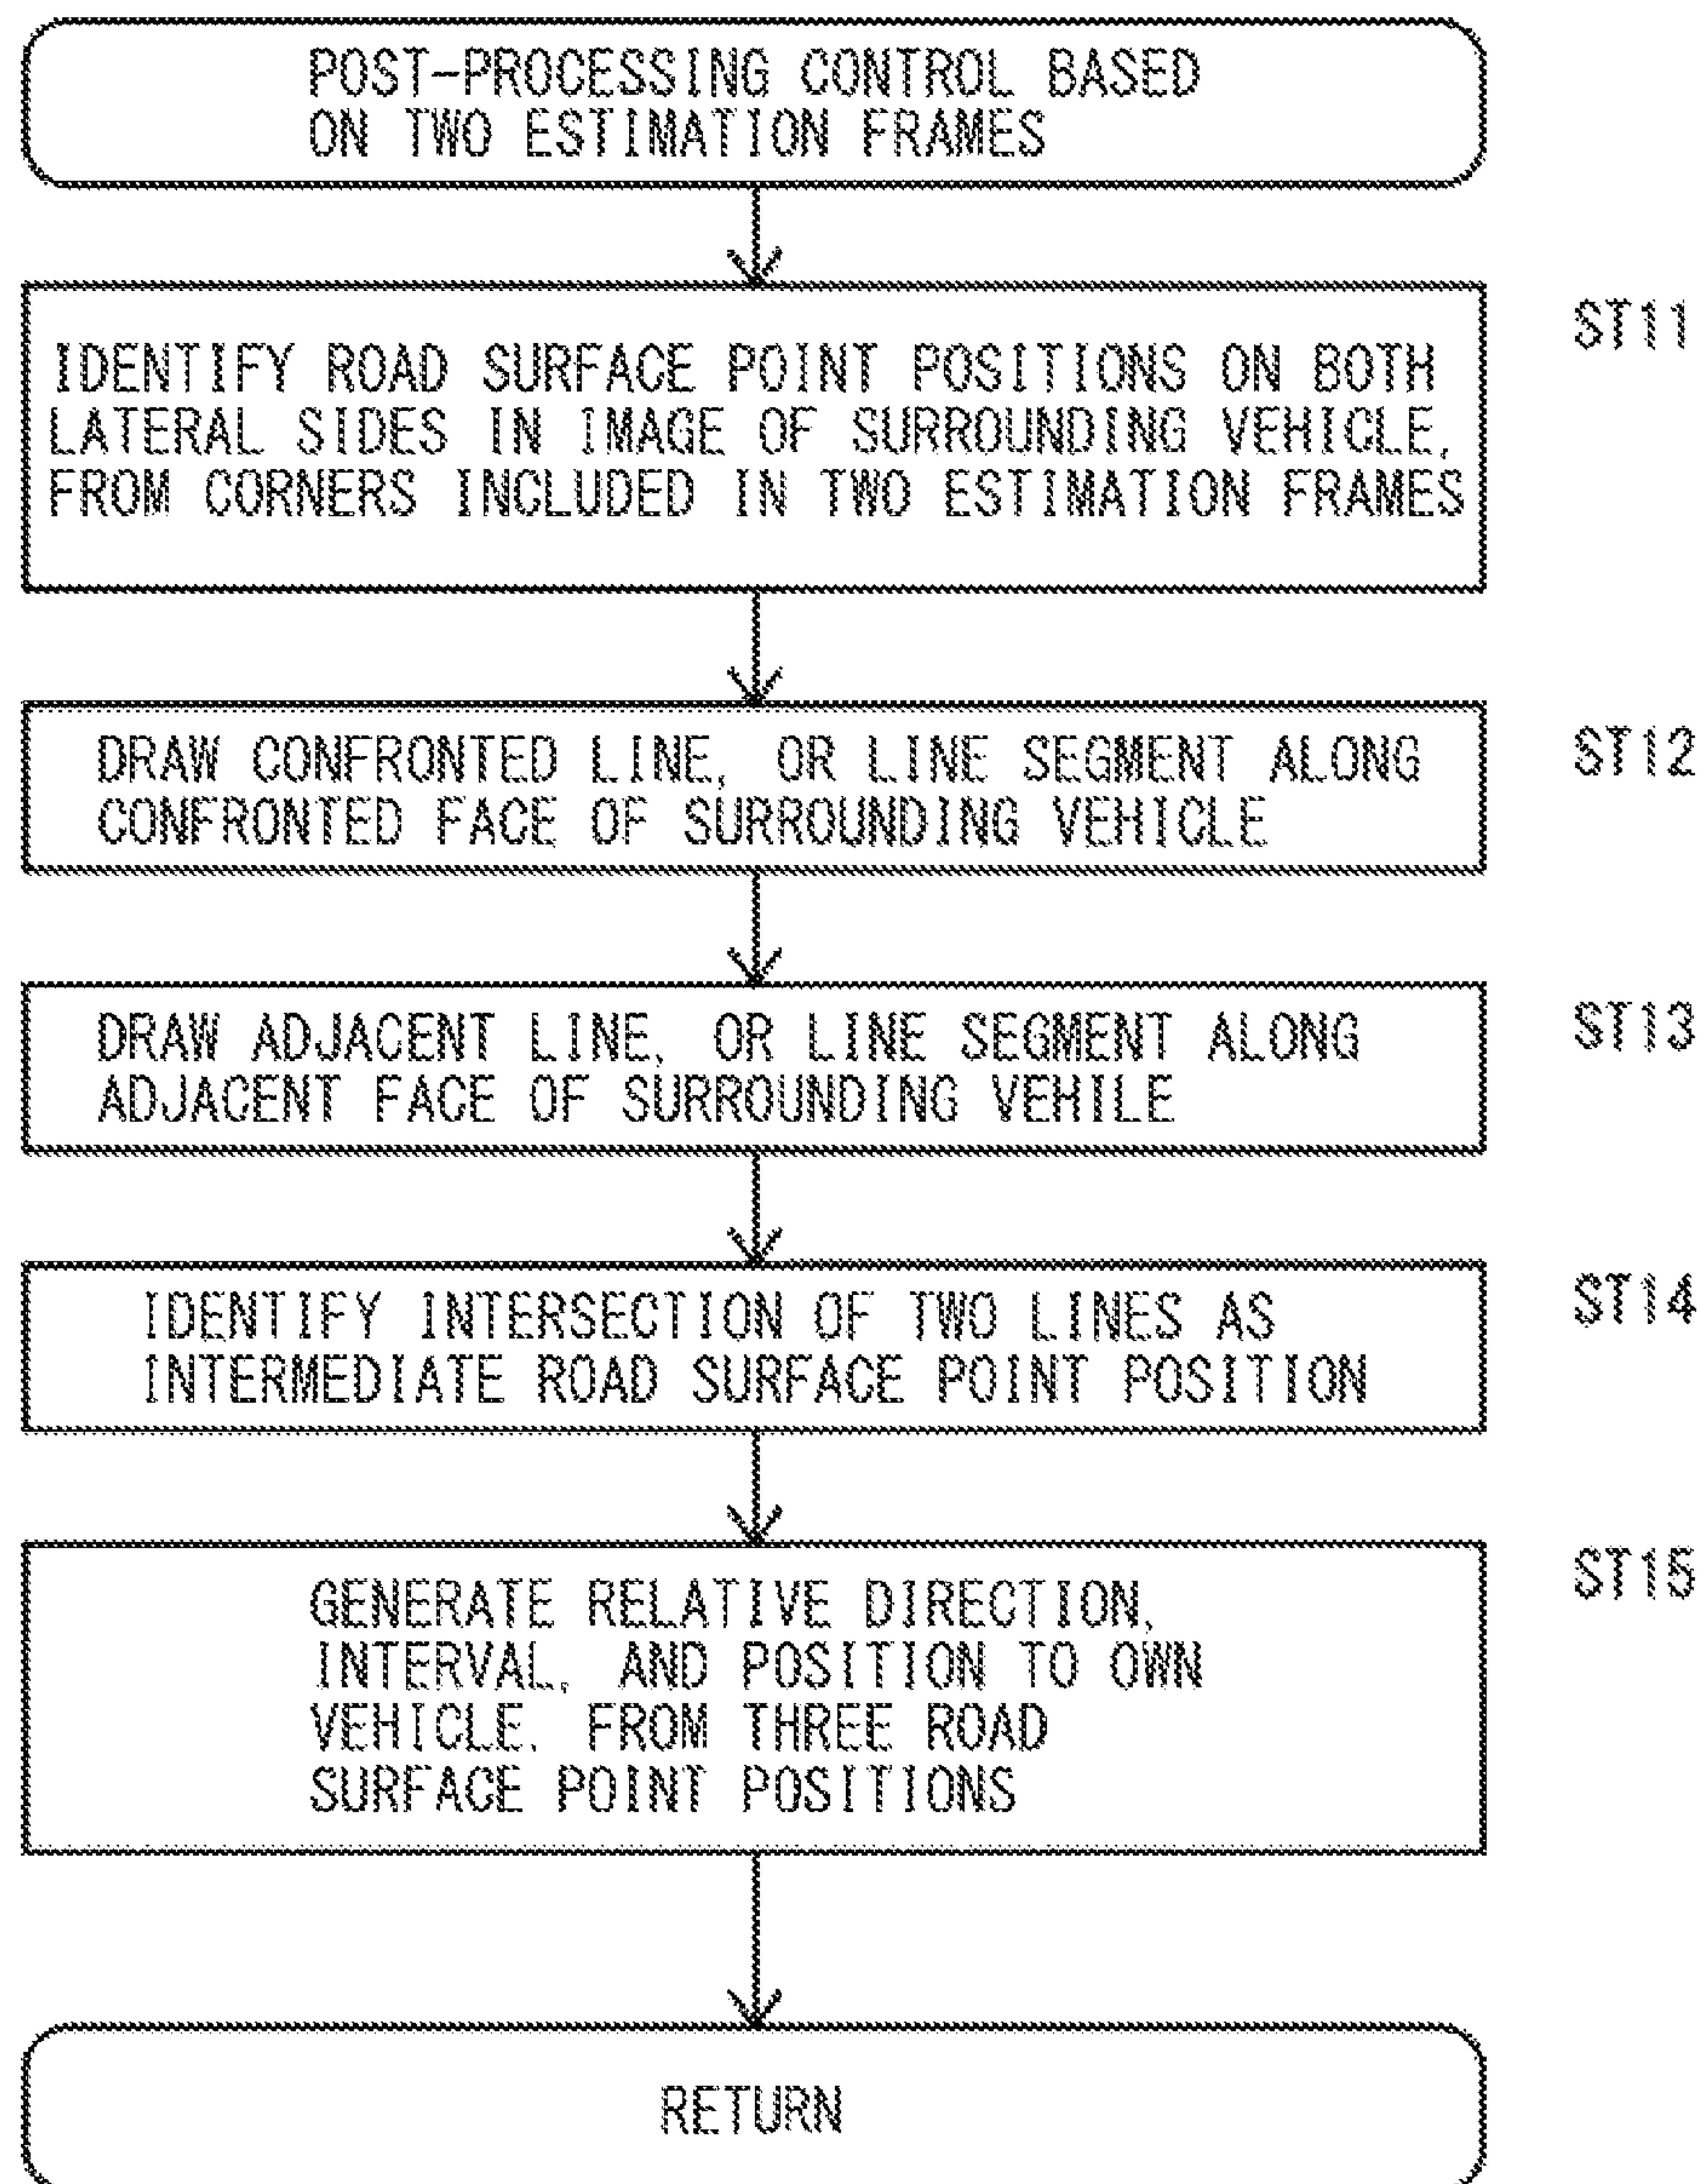 POST-PROCESSING CONTROL BASED
ON TWO ESTIMATION FRAMES
ST11
IDENTIFY ROAD SURFACE POINT POSITIONS ON BOTH
LATERAL SIDES IN IMAGE OF SURROUNDING VEHICLE,
FROM CORNERS INCLUDED IN TWO ESTIMATION FRAMES
ST12
DRAW CONFRONTED LINE, OR LINE SEGMENT ALONG
CONFRONTED FACE OF SURROUNDING VEHICLE
ST13
DRAW ADJACENT LINE, OR LINE SEGMENT ALONG
ADJACENT FACE OF SURROUNDING VEHILE
ST14
IDENTIFY INTERSECTION OF TWO LINES AS
INTERMEDIATE ROAD SURFACE POINT POSITION
ST15
GENERATE RELATIVE DIRECTION,
INTERVAL, AND POSITION TO OWN
VEHICLE, FROM THREE ROAD
SURFACE POINT POSITIONS
RETURN